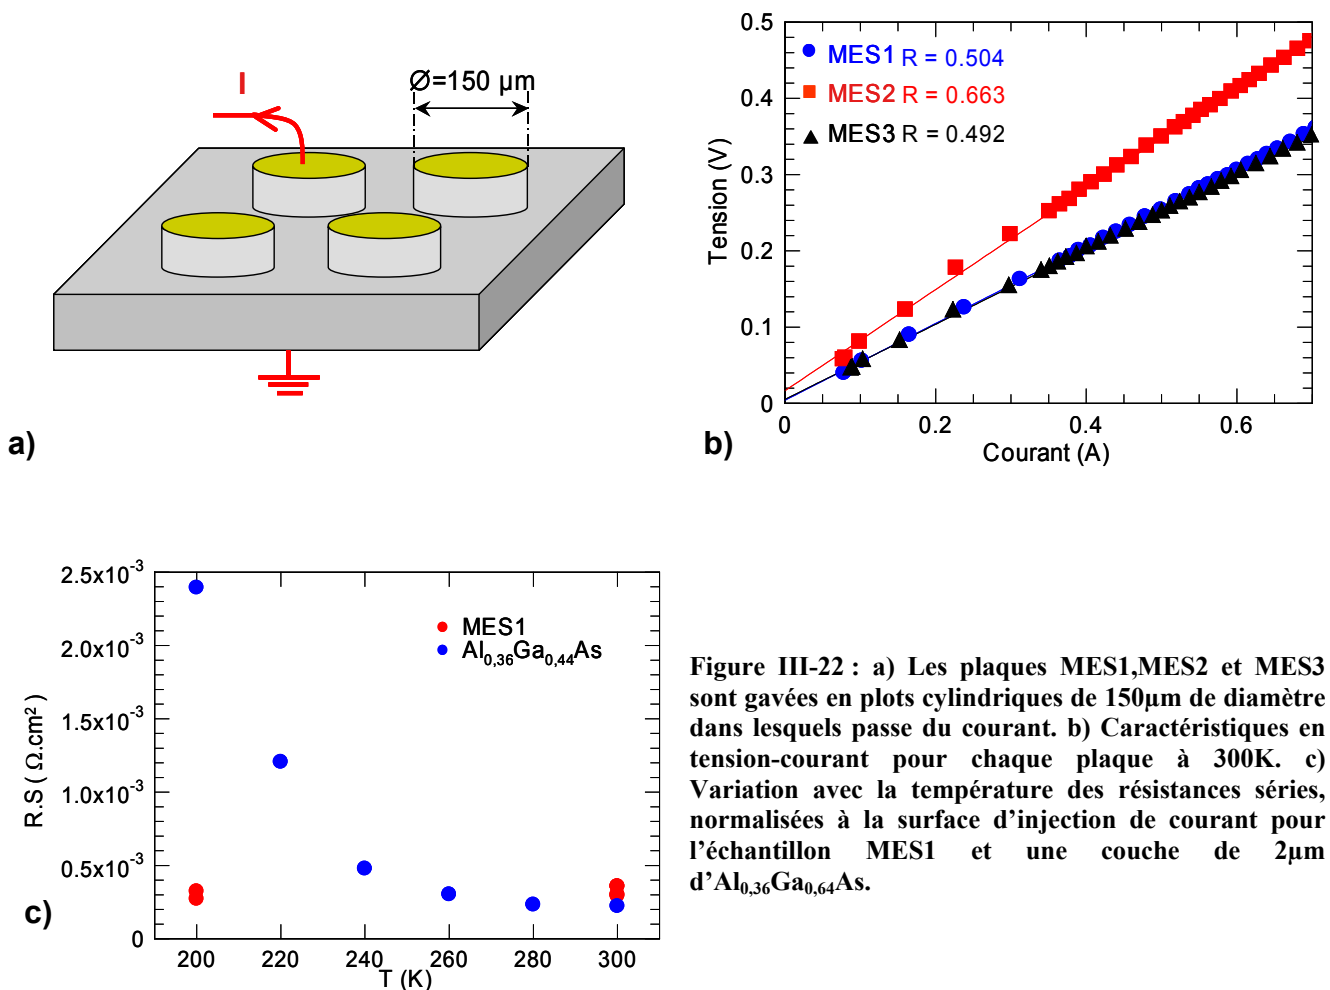 I
Ø=150 µm
a)
0.5
0.4
0.3
0.2
0.1
0
Tension (V)
MES1 R = 0.504
MES2 R = 0.663
MES3 R = 0.492
0 0.2 0.4 0.6
Courant (A)
b)
2.5x10⁻³
2.0x10⁻³
1.5x10⁻³
1.0x10⁻³
0.5x10⁻³
0
R.S ( Ω.cm²)
MES1
Al₀,₃₆Ga₀,₄₄As
200 220 240 260 280 300
T (K)
c)
Figure III-22 : a) Les plaques MES1,MES2 et MES3
sont gavées en plots cylindriques de 150µm de diamètre
dans lesquels passe du courant. b) Caractéristiques en
tension-courant pour chaque plaque à 300K. c)
Variation avec la température des résistances séries,
normalisées à la surface d’injection de courant pour
l’échantillon MES1 et une couche de 2µm
d’Al₀,₃₆Ga₀,₆₄As.